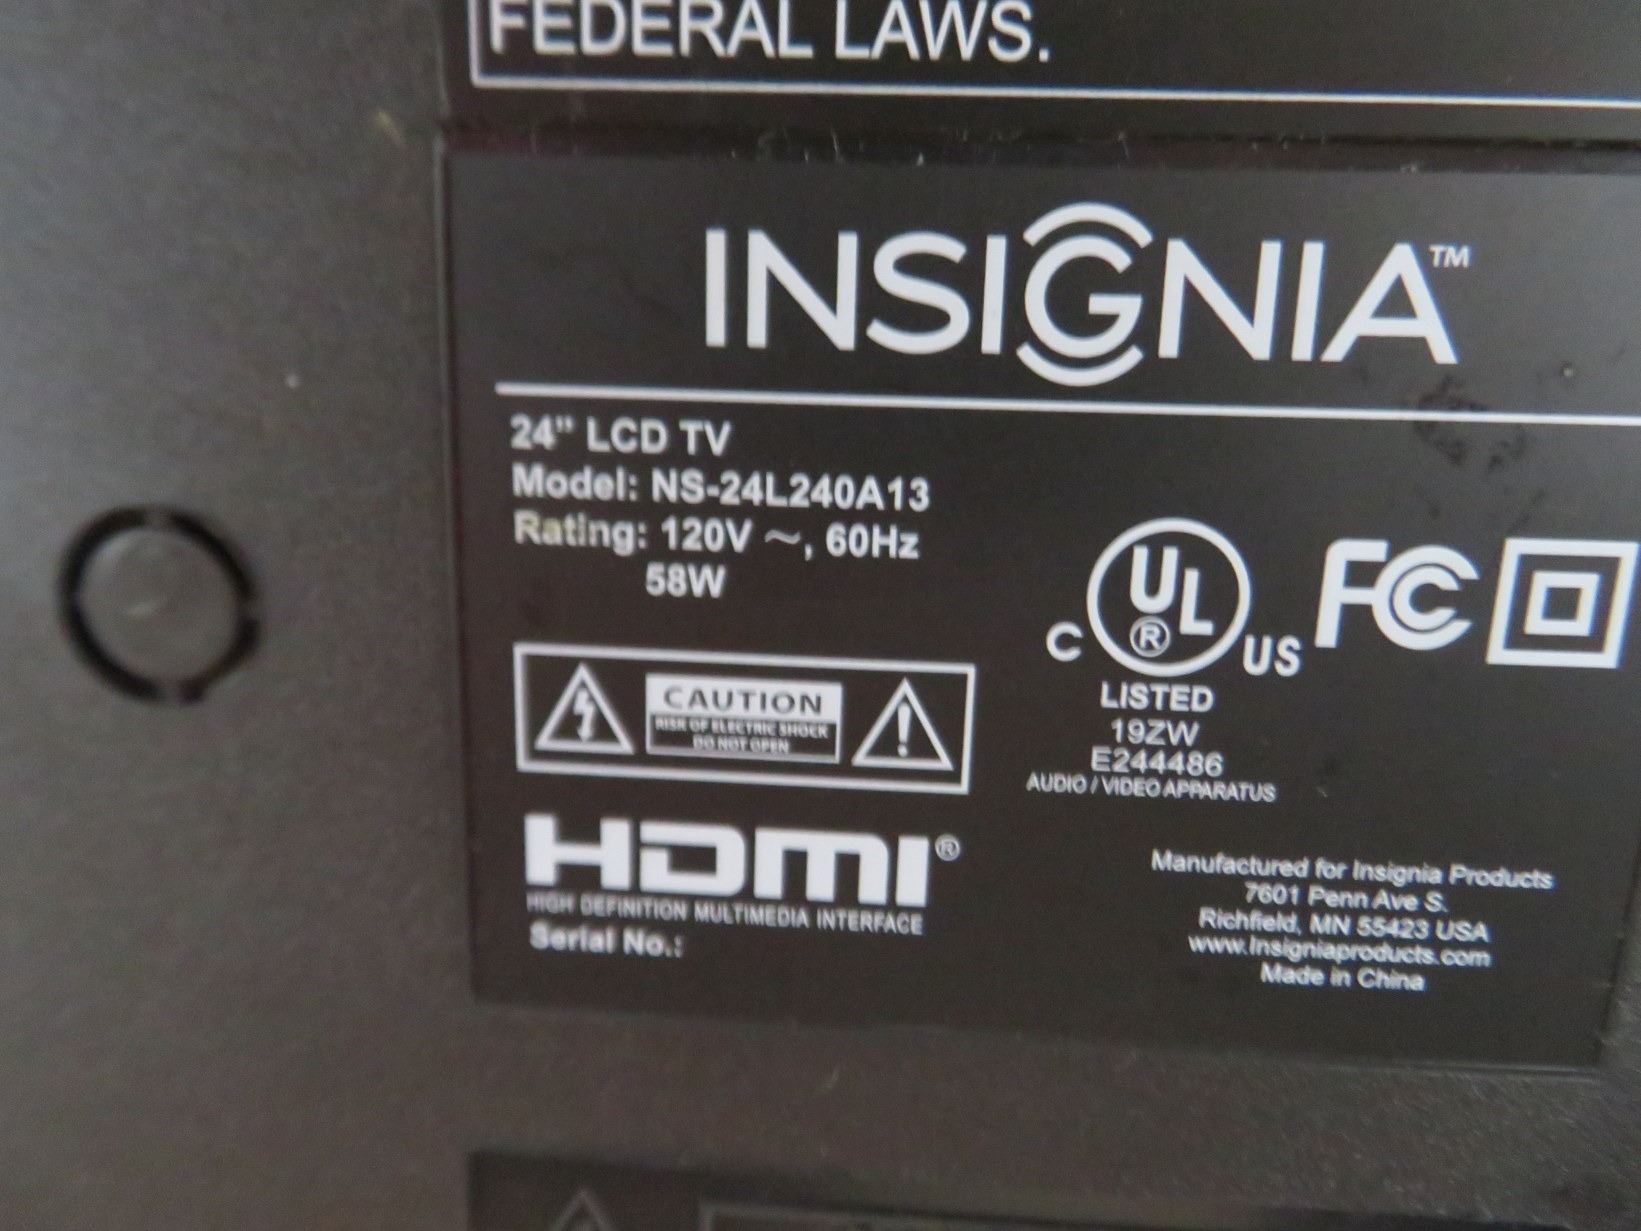 FEDERAL LAWS.
INSIGNIA™
24" LCD TV
Model: NS-24L240A13
Rating: 120V ~, 60Hz
58W
C UL® US
FC
LISTED
19ZW
E244486
AUDIO / VIDEO APPARATUS
CAUTION
RISK OF ELECTRIC SHOCK
DO NOT OPEN
HDMI®
HIGH DEFINITION MULTIMEDIA INTERFACE
Serial No.:
Manufactured for Insignia Products
7601 Penn Ave S.
Richfield, MN 55423 USA
www.Insigniaproducts.com
Made in China